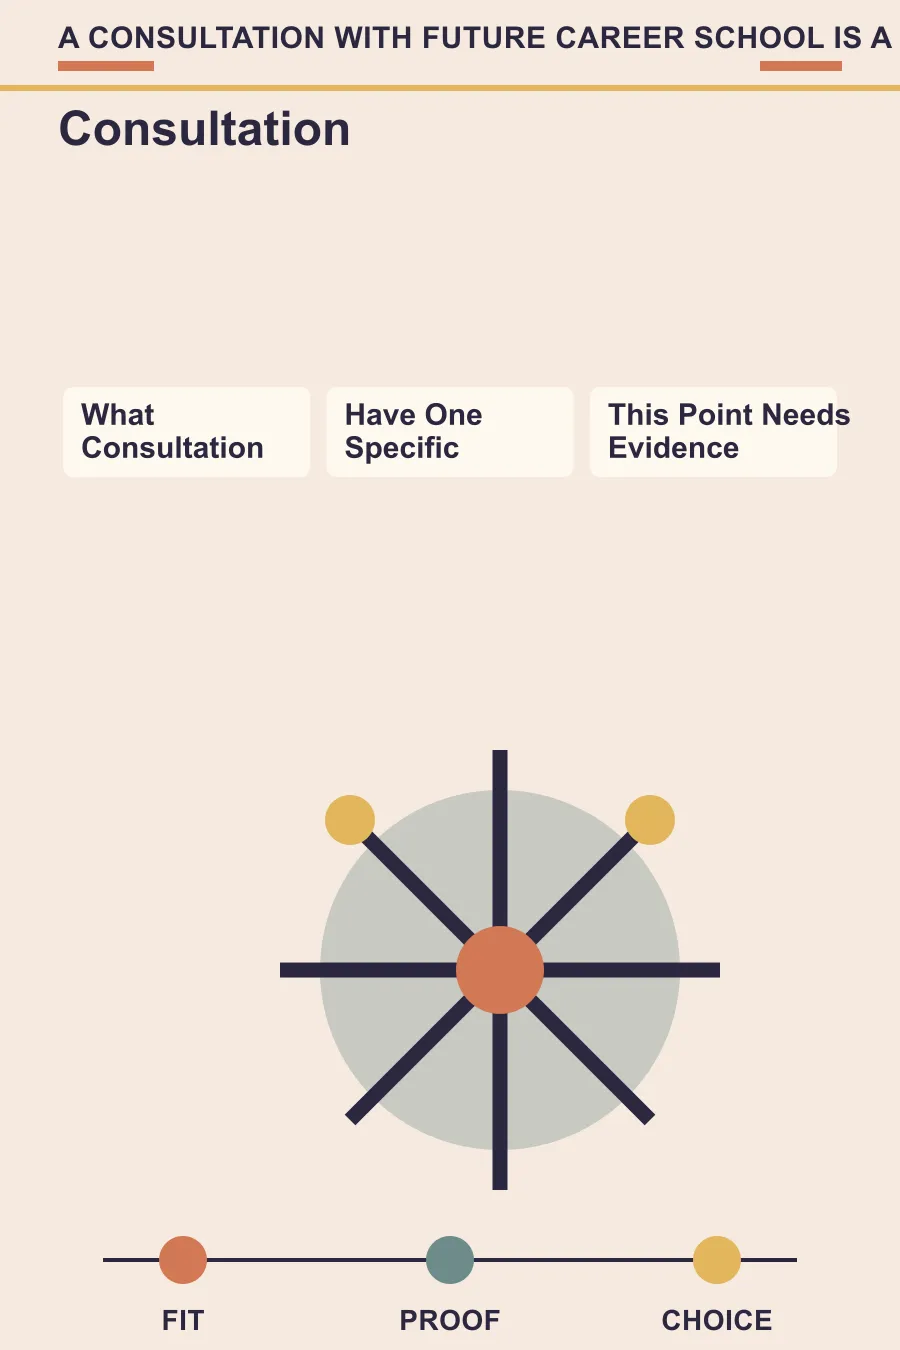 A CONSULTATION WITH FUTURE CAREER SCHOOL IS A
Consultation
What
Consultation
Have One
Specific
This Point Needs
Evidence
FIT
PROOF
CHOICE